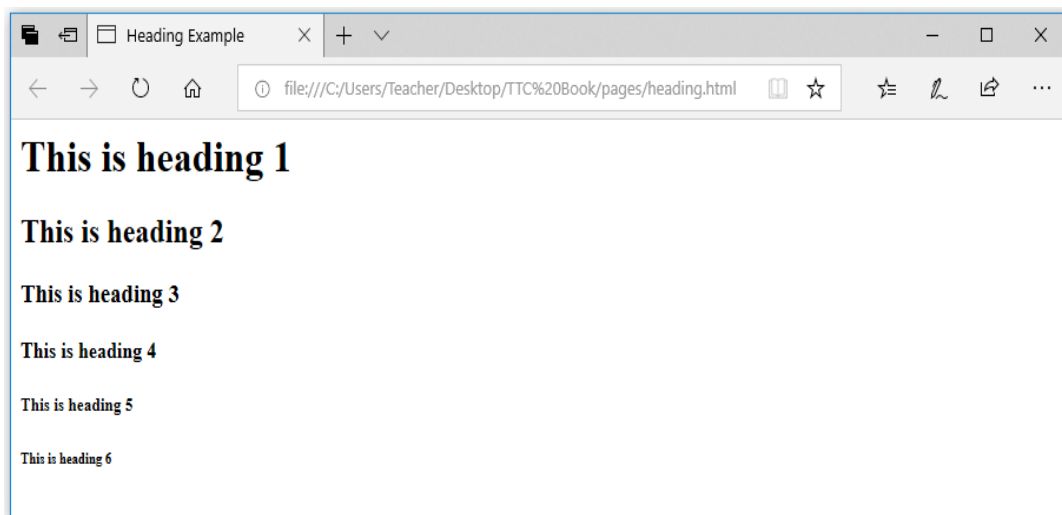 Heading Example
file:///C:/Users/Teacher/Desktop/TTC%20Book/pages/heading.html
This is heading 1
This is heading 2
This is heading 3
This is heading 4
This is heading 5
This is heading 6